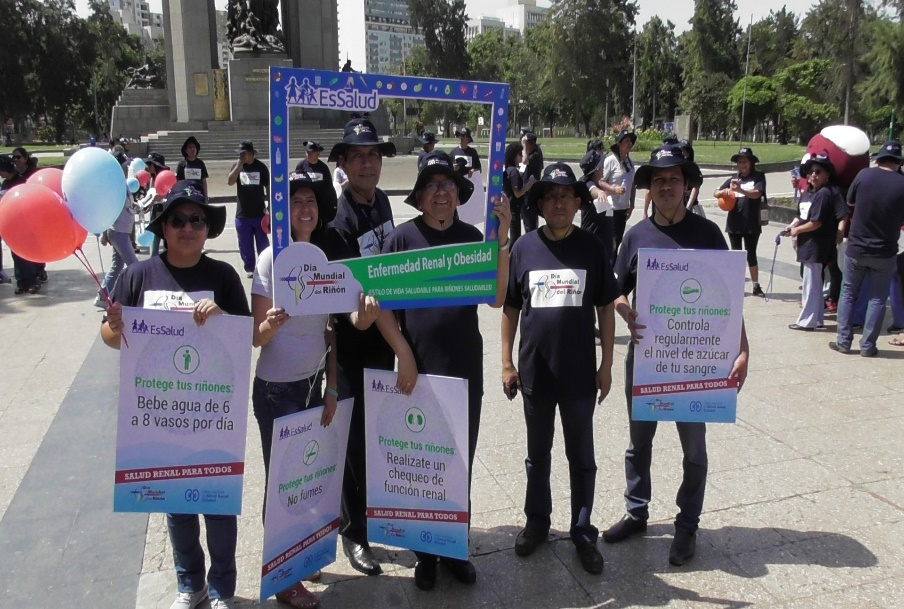 EsSalud
Enfermedad Renal y Obesidad
ESTILO DE VIDA SALUDABLE PARA RIÑONES SALUDABLES
Día
Mundial
del Riñón
EsSalud
Protege tus riñones:
Bebe agua de 6
a 8 vasos por día
SALUD RENAL PARA TODOS
EsSalud
Protege tus riñones:
No fumes
SALUD RENAL PARA TODOS
EsSalud
Protege tus riñones:
Realízate un
chequeo de
función renal
SALUD RENAL PARA TODOS
Día
Mundial
del Riñón
EsSalud
Protege tus riñones:
Controla
regularmente
el nivel de azúcar
de tu sangre
SALUD RENAL PARA TODOS